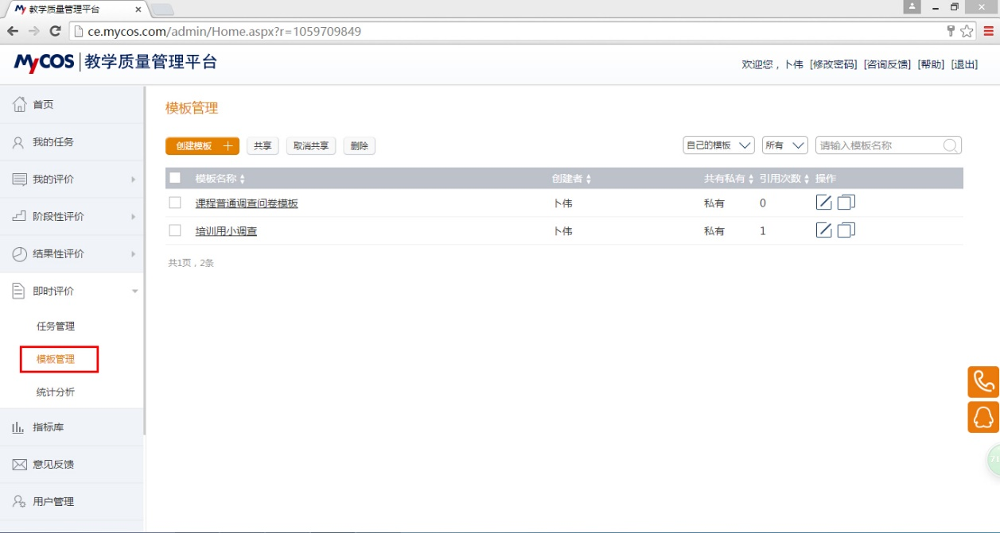 教学质量管理平台
ce.mycos.com/admin/Home.aspx?r=1059709849
MyCOS 教学质量管理平台
欢迎您，卜伟 [修改密码] [咨询反馈] [帮助] [退出]
首页
我的任务
我的评价
阶段性评价
结果性评价
即时评价
任务管理
模板管理
统计分析
指标库
意见反馈
用户管理
模板管理
创建模板 共享 取消共享 删除 自己的模板 所有 请输入模板名称
模板名称 创建者 共有私有 引用次数 操作
课程普通调查问卷模板 卜伟 私有 0
培训用小调查 卜伟 私有 1
共1页，2条
71